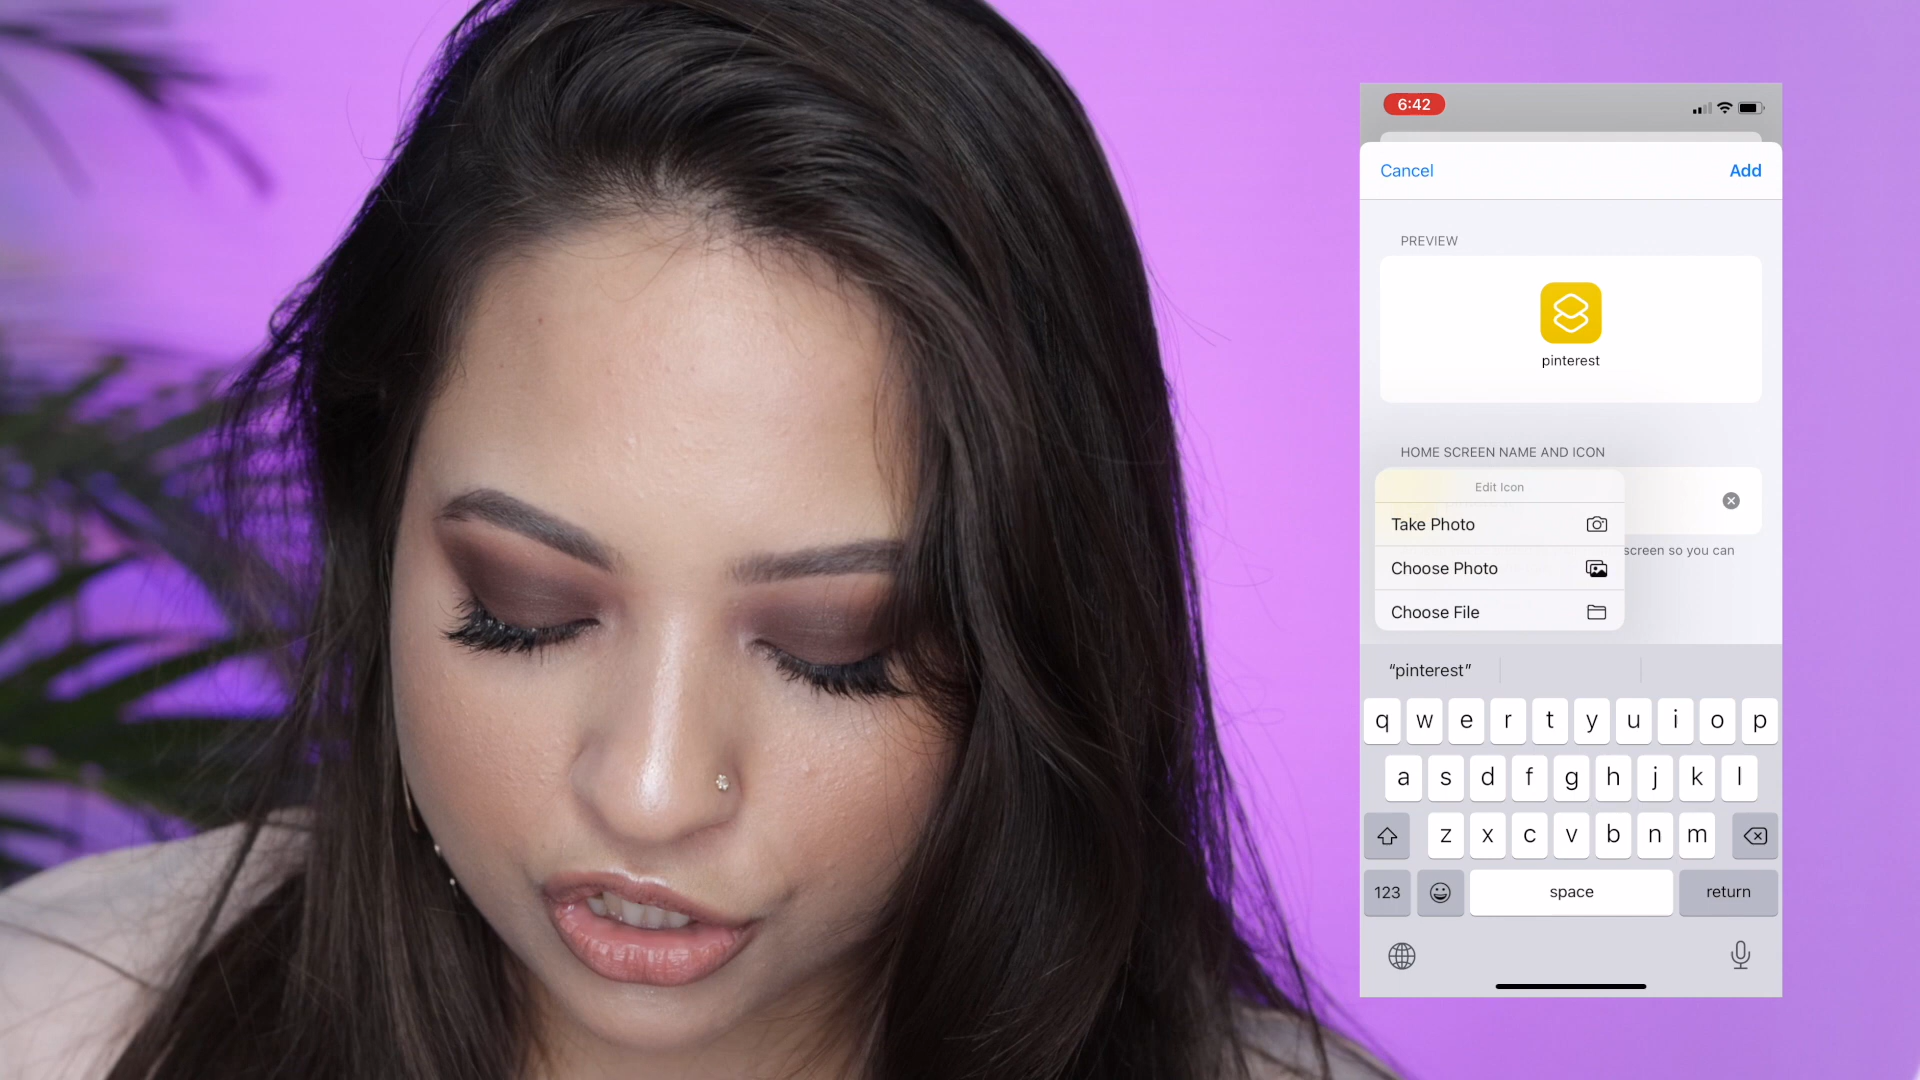 6:42
Cancel Add
PREVIEW
pinterest
HOME SCREEN NAME AND ICON
Edit Icon
Take Photo
screen so you can
Choose Photo
Choose File
“pinterest”
q w e r t y u i o p
a s d f g h j k l
z x c v b n m
123 space return